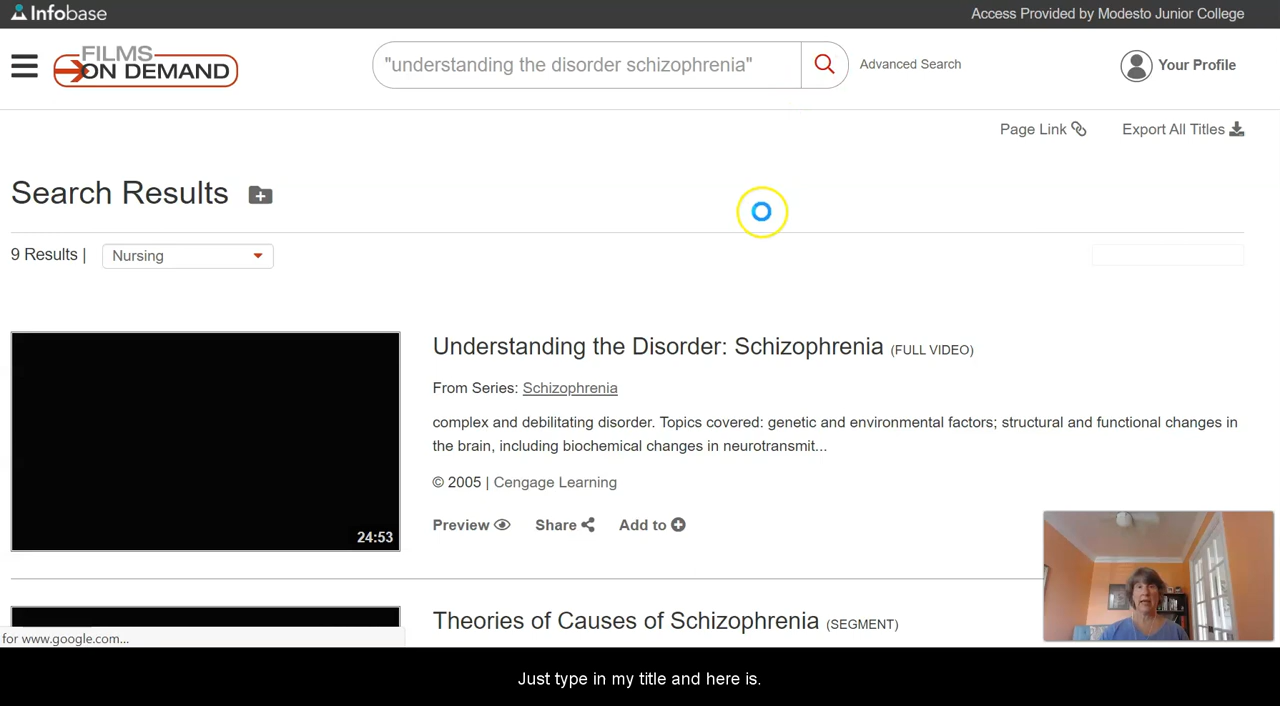 Infobase
Access Provided by Modesto Junior College
FILMS
ON DEMAND
"understanding the disorder schizophrenia"
Advanced Search
Your Profile
Page Link
Export All Titles
Search Results
9 Results |
Nursing
Understanding the Disorder: Schizophrenia (FULL VIDEO)
From Series: Schizophrenia
complex and debilitating disorder. Topics covered: genetic and environmental factors; structural and functional changes in
the brain, including biochemical changes in neurotransmit...
© 2005 | Cengage Learning
24:53
Preview
Share
Add to
Theories of Causes of Schizophrenia (SEGMENT)
for www.google.com...
Just type in my title and here is.